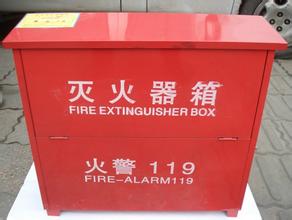 灭火器箱
FIRE EXTINGUISHER BOX
火警 119
FIRE-ALARM119